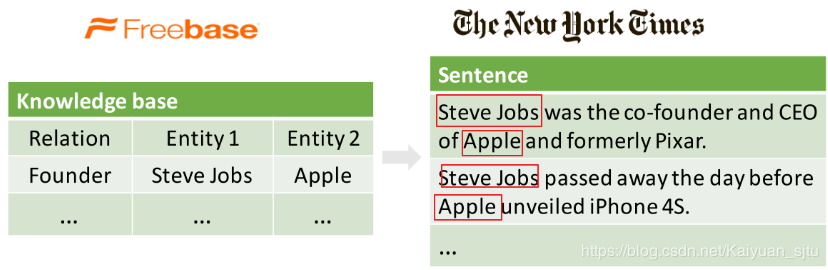 Freebase
The New York Times
Knowledge base
Relation Entity 1 Entity 2
Founder Steve Jobs Apple
... ... ...
Sentence
Steve Jobs was the co-founder and CEO
of Apple and formerly Pixar.
Steve Jobs passed away the day before
Apple unveiled iPhone 4S.
...
https://blog.csdn.net/Kaiyuan_sjtu